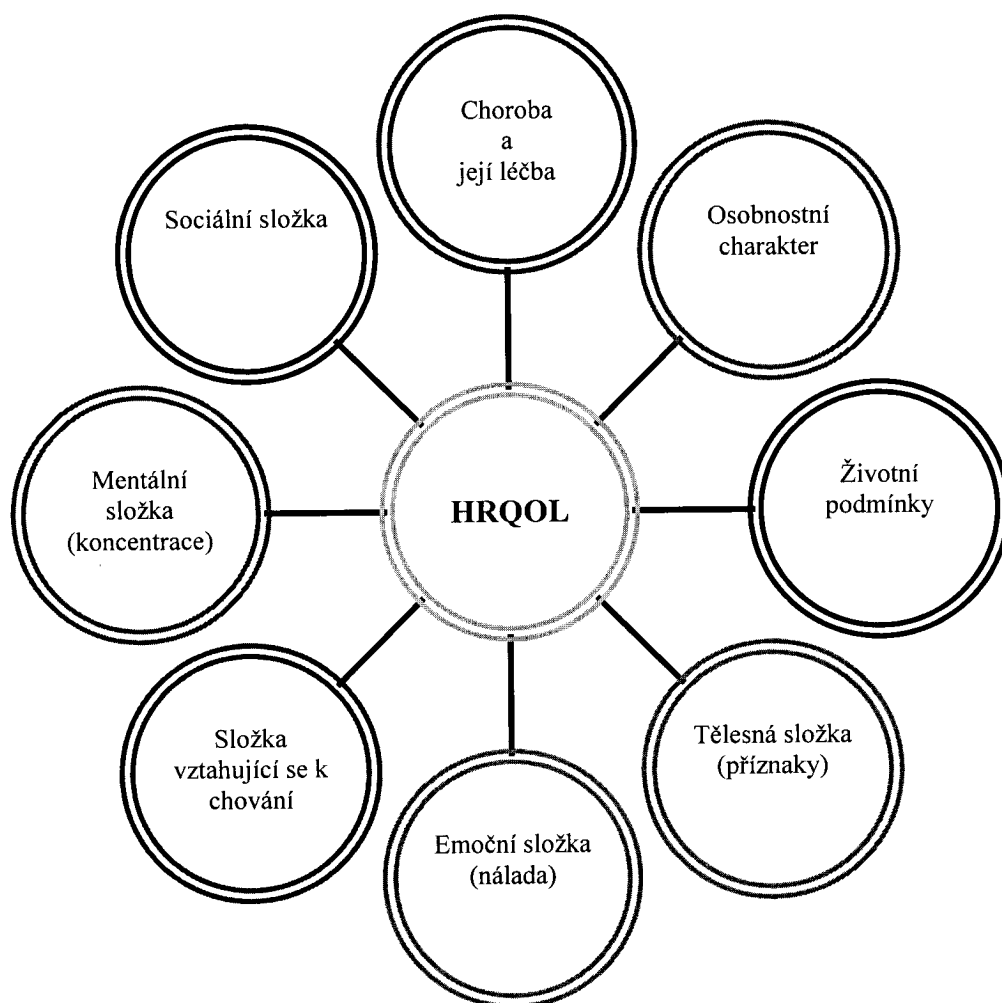 Choroba
a
její léčba
Osobnostní
charakter
Sociální složka
Životní
podmínky
Mentální
složka
(koncentrace)
HRQOL
Tělesná složka
(příznaky)
Složka
vztahující se k
chování
Emoční složka
(nálada)